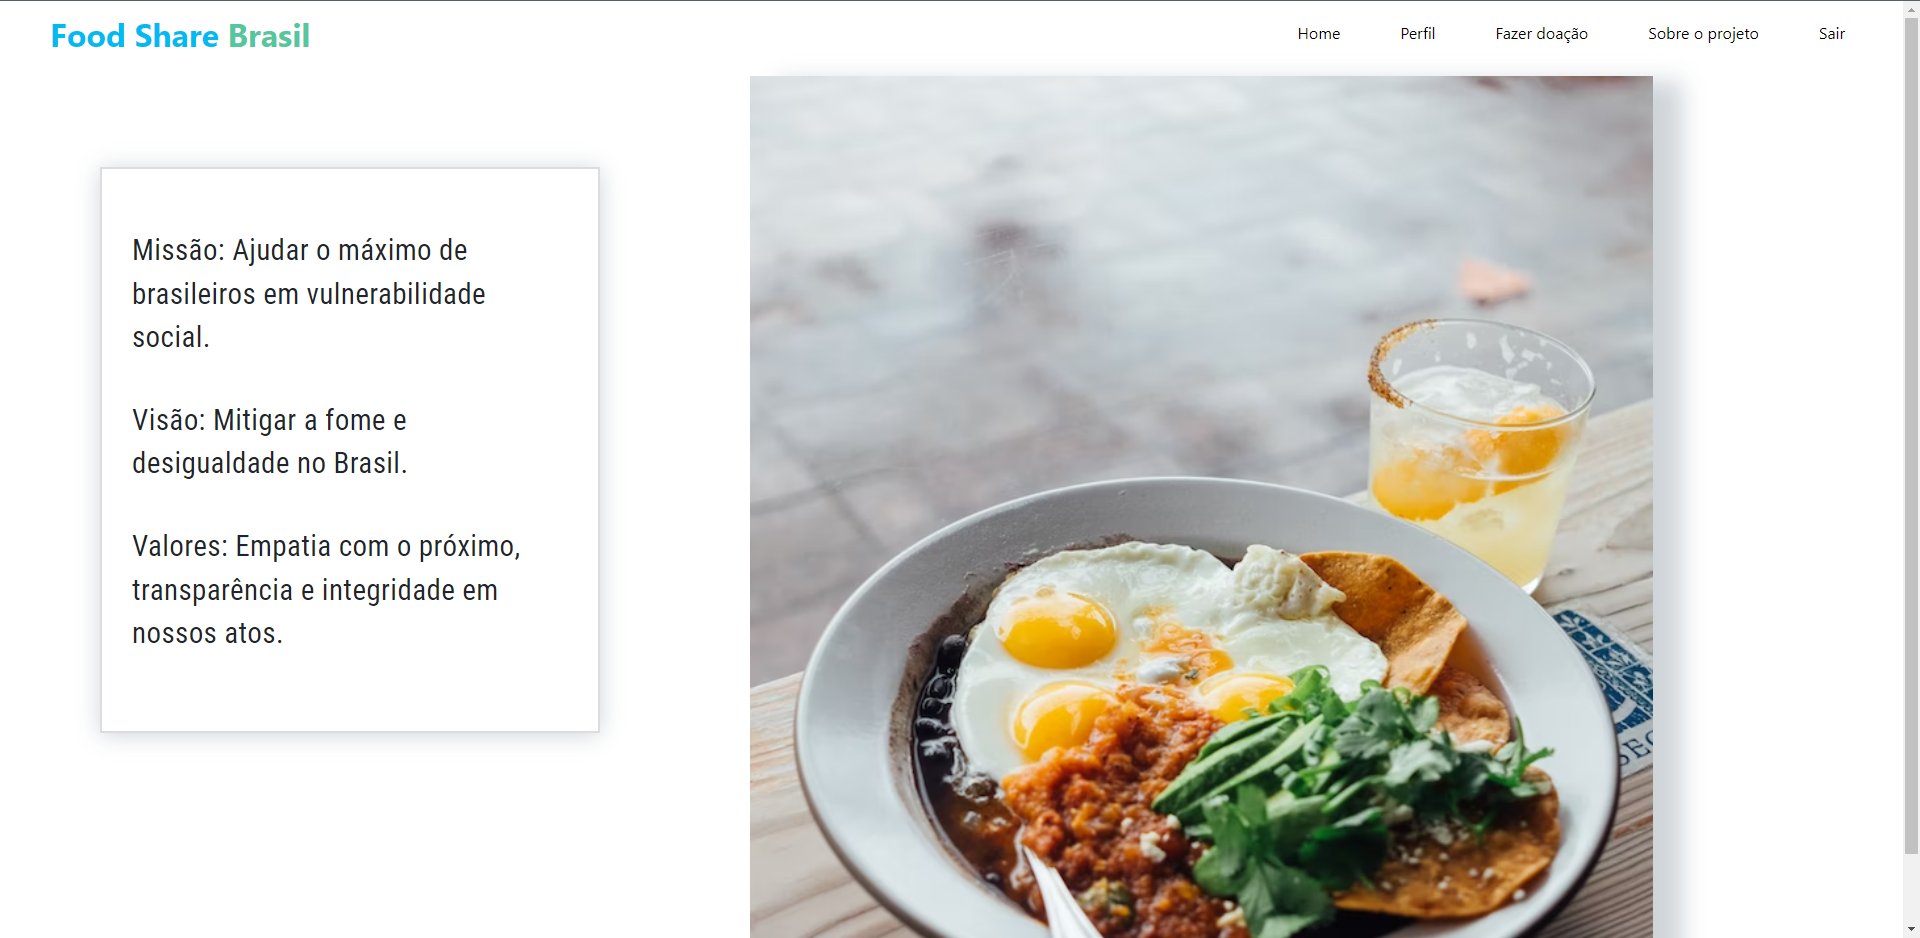 Food Share Brasil
Home Perfil Fazer doação Sobre o projeto Sair
Missão: Ajudar o máximo de
brasileiros em vulnerabilidade
social.
Visão: Mitigar a fome e
desigualdade no Brasil.
Valores: Empatia com o próximo,
transparência e integridade em
nossos atos.